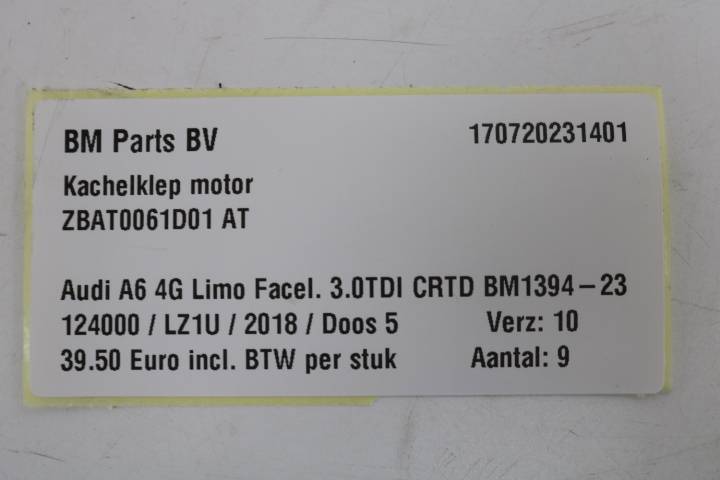 BM Parts BV 170720231401
Kachelklep motor
ZBAT0061D01 AT
Audi A6 4G Limo Facel. 3.0TDI CRTD BM1394-23
124000 / LZ1U / 2018 / Doos 5 Verz: 10
39.50 Euro incl. BTW per stuk Aantal: 9